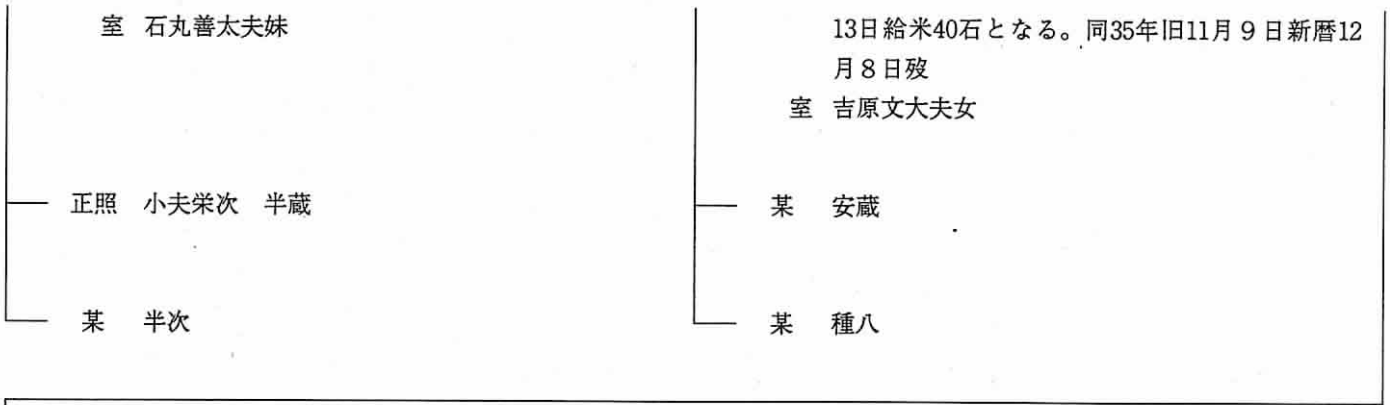 室 石丸善太夫妹
正照 小夫栄次 半蔵
某 半次
13日給米40石となる。同35年旧11月9日新暦12
月8日歿
室 吉原文大夫女
某 安蔵
某 種八